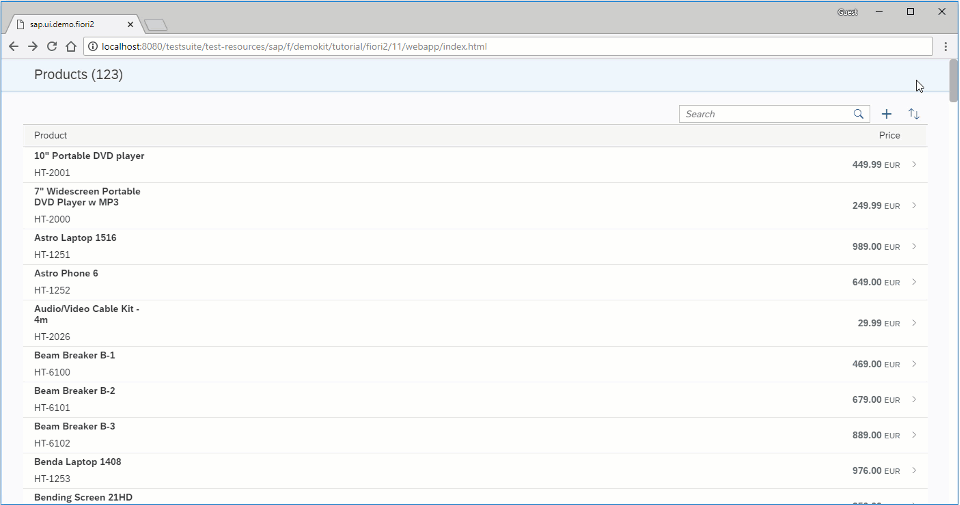 Guest
sap.ui.demo.fiori2
localhost:8080/testsuite/test-resources/sap/f/demokit/tutorial/fiori2/11/webapp/index.html
Products (123)
Search
Product Price
10" Portable DVD player
HT-2001
449.99 EUR
7" Widescreen Portable
DVD Player w MP3
HT-2000
249.99 EUR
Astro Laptop 1516
HT-1251
989.00 EUR
Astro Phone 6
HT-1252
649.00 EUR
Audio/Video Cable Kit -
4m
HT-2026
29.99 EUR
Beam Breaker B-1
HT-6100
469.00 EUR
Beam Breaker B-2
HT-6101
679.00 EUR
Beam Breaker B-3
HT-6102
889.00 EUR
Benda Laptop 1408
HT-1253
976.00 EUR
Bending Screen 21HD